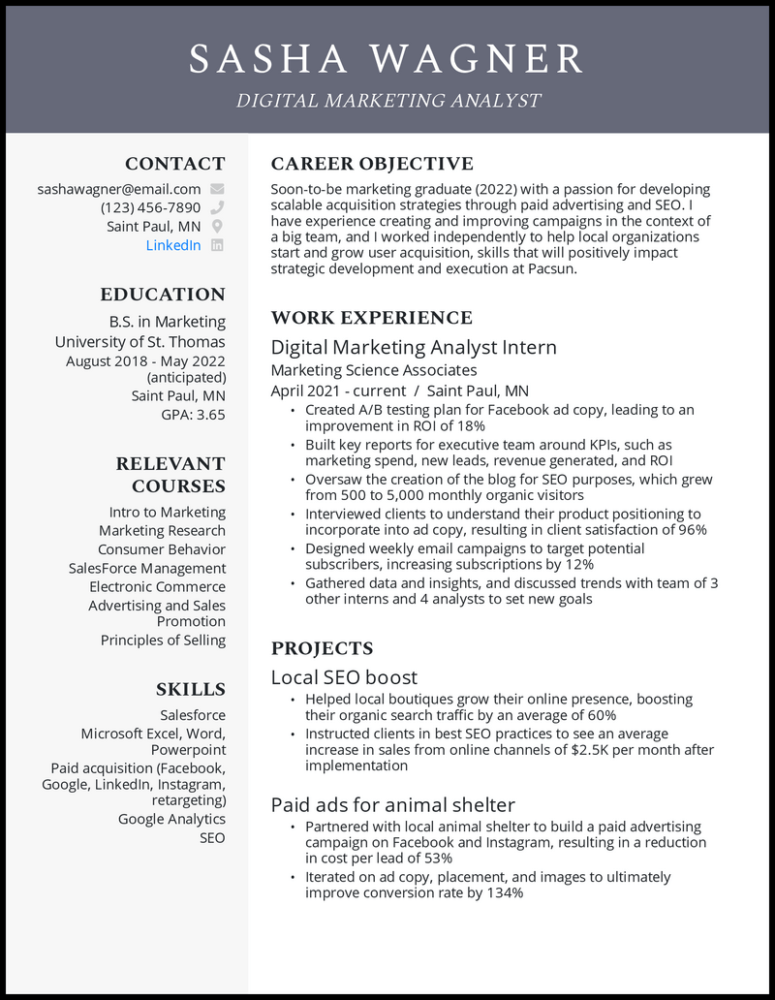 SASHA WAGNER
DIGITAL MARKETING ANALYST
CONTACT
sashawagner@email.com
(123) 456-7890
Saint Paul, MN
LinkedIn
EDUCATION
B.S. in Marketing
University of St. Thomas
August 2018 - May 2022
(anticipated)
Saint Paul, MN
GPA: 3.65
RELEVANT
COURSES
Intro to Marketing
Marketing Research
Consumer Behavior
SalesForce Management
Electronic Commerce
Advertising and Sales
Promotion
Principles of Selling
SKILLS
Salesforce
Microsoft Excel, Word,
Powerpoint
Paid acquisition (Facebook,
Google, LinkedIn, Instagram,
retargeting)
Google Analytics
SEO
CAREER OBJECTIVE
Soon-to-be marketing graduate (2022) with a passion for developing
scalable acquisition strategies through paid advertising and SEO. I
have experience creating and improving campaigns in the context of
a big team, and I worked independently to help local organizations
start and grow user acquisition, skills that will positively impact
strategic development and execution at Pacsun.
WORK EXPERIENCE
Digital Marketing Analyst Intern
Marketing Science Associates
April 2021 - current / Saint Paul, MN
• Created A/B testing plan for Facebook ad copy, leading to an
improvement in ROI of 18%
• Built key reports for executive team around KPIs, such as
marketing spend, new leads, revenue generated, and ROI
• Oversaw the creation of the blog for SEO purposes, which grew
from 500 to 5,000 monthly organic visitors
• Interviewed clients to understand their product positioning to
incorporate into ad copy, resulting in client satisfaction of 96%
• Designed weekly email campaigns to target potential
subscribers, increasing subscriptions by 12%
• Gathered data and insights, and discussed trends with team of 3
other interns and 4 analysts to set new goals
PROJECTS
Local SEO boost
• Helped local boutiques grow their online presence, boosting
their organic search traffic by an average of 60%
• Instructed clients in best SEO practices to see an average
increase in sales from online channels of $2.5K per month after
implementation
Paid ads for animal shelter
• Partnered with local animal shelter to build a paid advertising
campaign on Facebook and Instagram, resulting in a reduction
in cost per lead of 53%
• Iterated on ad copy, placement, and images to ultimately
improve conversion rate by 134%